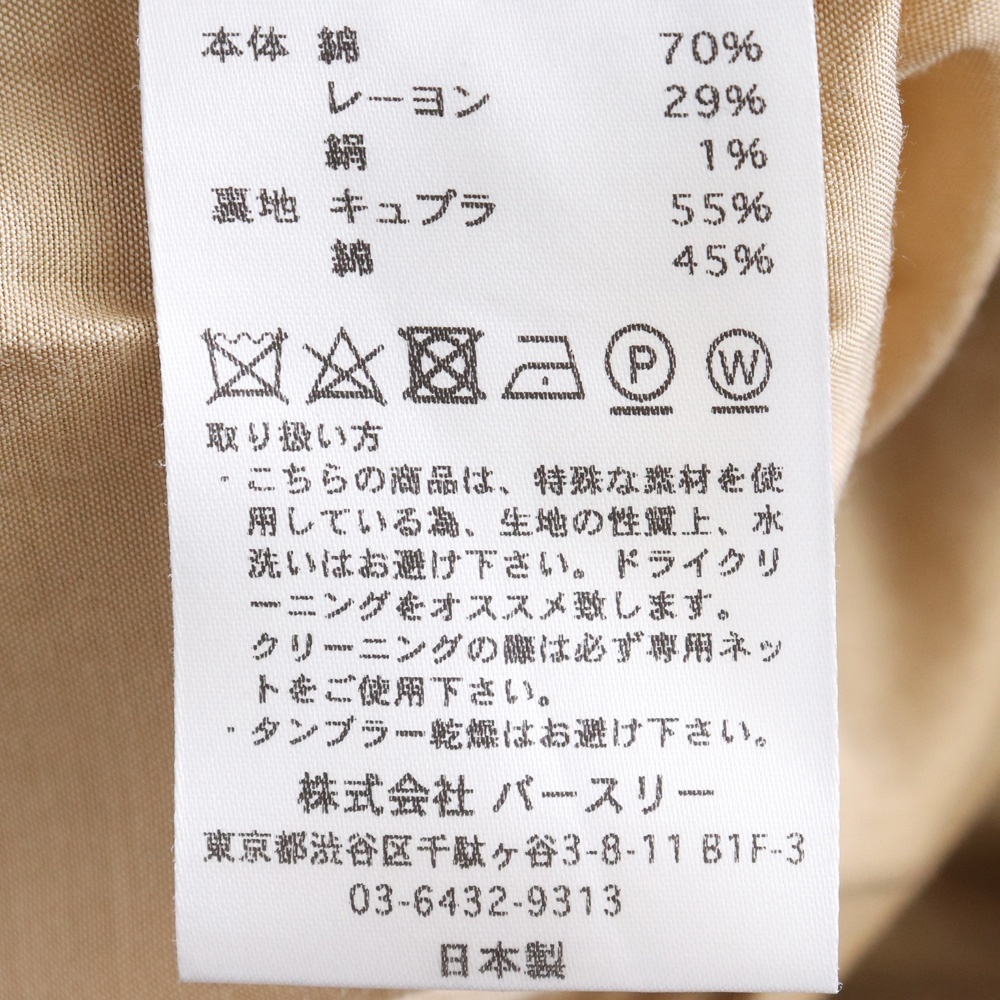 本体 綿 70%
レーヨン 29%
絹 1%
裏地 キュプラ 55%
綿 45%
P W
取り扱い方
・こちらの商品は、特殊な素材を使
用している為、生地の性質上、水
洗いはお避け下さい。ドライクリ
ーニングをオススメ致します。
クリーニングの際は必ず専用ネッ
トをご使用下さい。
・タンブラー乾燥はお避け下さい。
株式会社 バースリー
東京都渋谷区千駄ヶ谷3-8-11 B1F-3
03-6432-9313
日本製